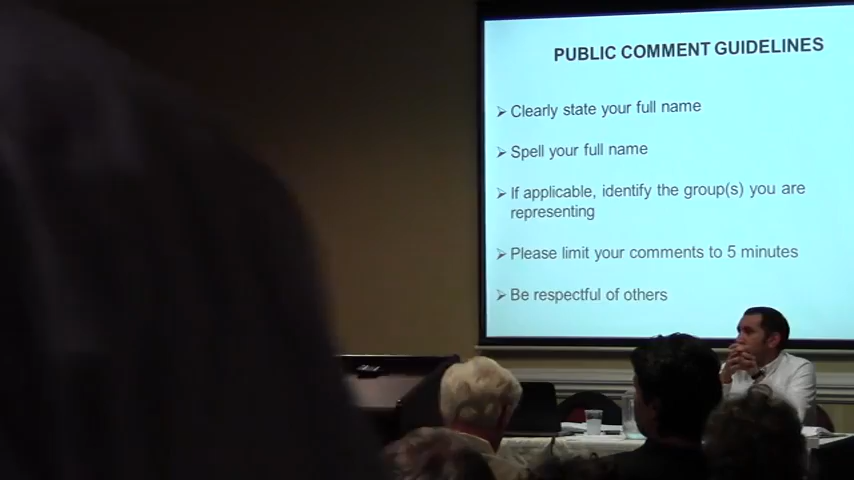 PUBLIC COMMENT GUIDELINES
➢ Clearly state your full name
➢ Spell your full name
➢ If applicable, identify the group(s) you are
representing
➢ Please limit your comments to 5 minutes
➢ Be respectful of others